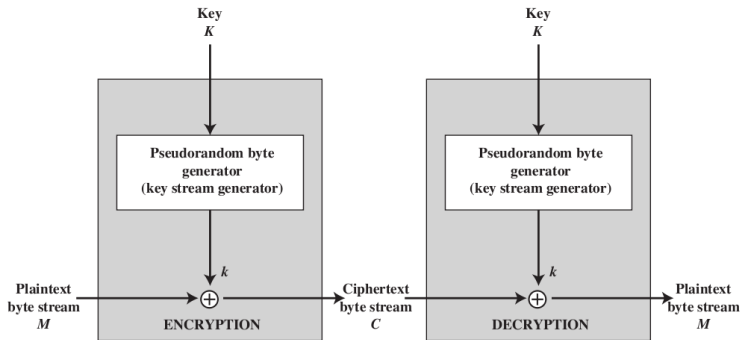 Key
K
Key
K
Pseudorandom byte
generator
(key stream generator)
Pseudorandom byte
generator
(key stream generator)
k
k
Plaintext
byte stream
M
Ciphertext
byte stream
C
Plaintext
byte stream
M
ENCRYPTION
DECRYPTION